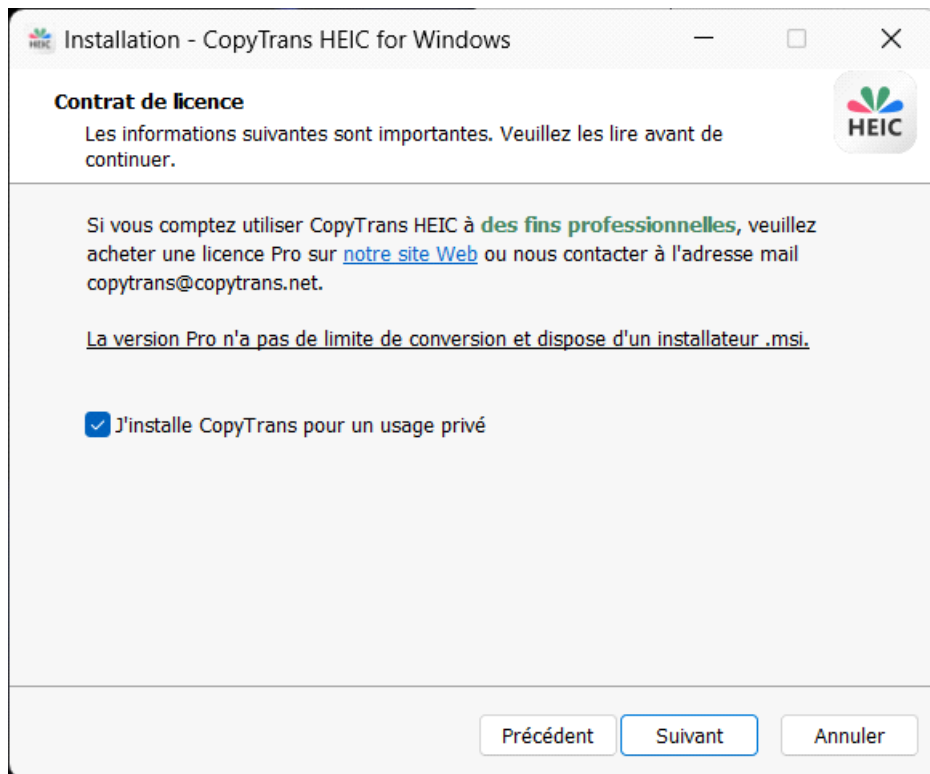 HEIC Installation - CopyTrans HEIC for Windows
Contrat de licence
Les informations suivantes sont importantes. Veuillez les lire avant de
continuer.
HEIC
Si vous comptez utiliser CopyTrans HEIC à des fins professionnelles, veuillez
acheter une licence Pro sur notre site Web ou nous contacter à l'adresse mail
copytrans@copytrans.net.
La version Pro n'a pas de limite de conversion et dispose d'un installateur .msi.
J'installe CopyTrans pour un usage privé
Précédent Suivant Annuler